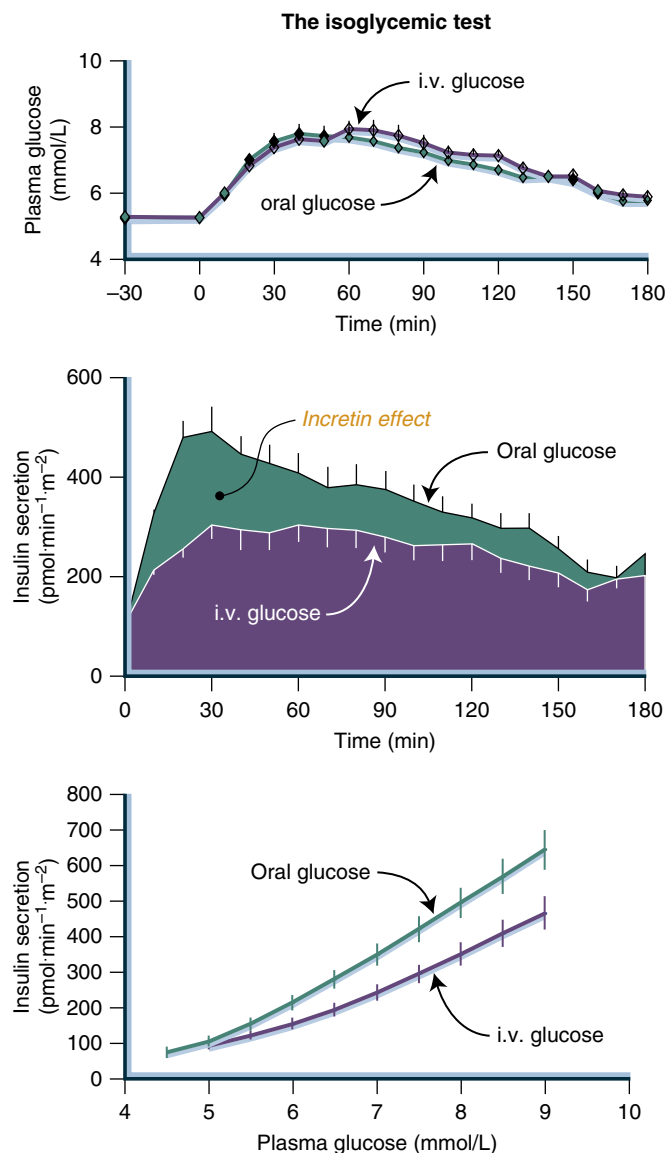 The isoglycemic test
10
8
6
4
Plasma glucose
(mmol/L)
i.v. glucose
oral glucose
–30 0 30 60 90 120 150 180
Time (min)
600
400
200
0
Insulin secretion
(pmol·min⁻¹·m⁻²)
Incretin effect
Oral glucose
i.v. glucose
0 30 60 90 120 150 180
Time (min)
800
700
600
500
400
300
200
100
0
Insulin secretion
(pmol·min⁻¹·m⁻²)
Oral glucose
i.v. glucose
4 5 6 7 8 9 10
Plasma glucose (mmol/L)